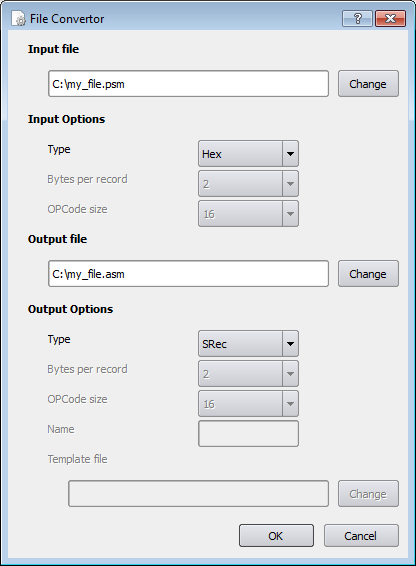 File Convertor
Input file
C:\my_file.psm
Change
Input Options
Type
Hex
Bytes per record
2
OPCode size
16
Output file
C:\my_file.asm
Change
Output Options
Type
SRec
Bytes per record
2
OPCode size
16
Name
Template file
Change
OK
Cancel